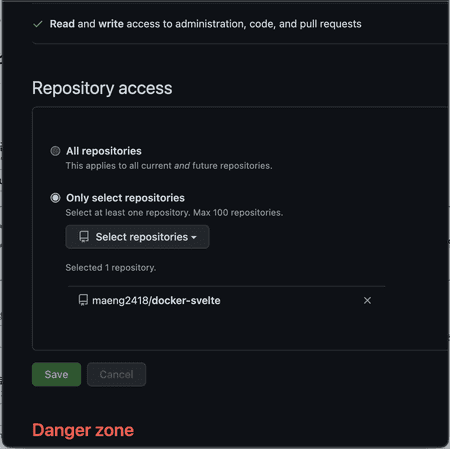 Read and write access to administration, code, and pull requests
Repository access
All repositories
This applies to all current and future repositories.
Only select repositories
Select at least one repository. Max 100 repositories.
Select repositories
Selected 1 repository.
maeng2418/docker-svelte
Save
Cancel
Danger zone